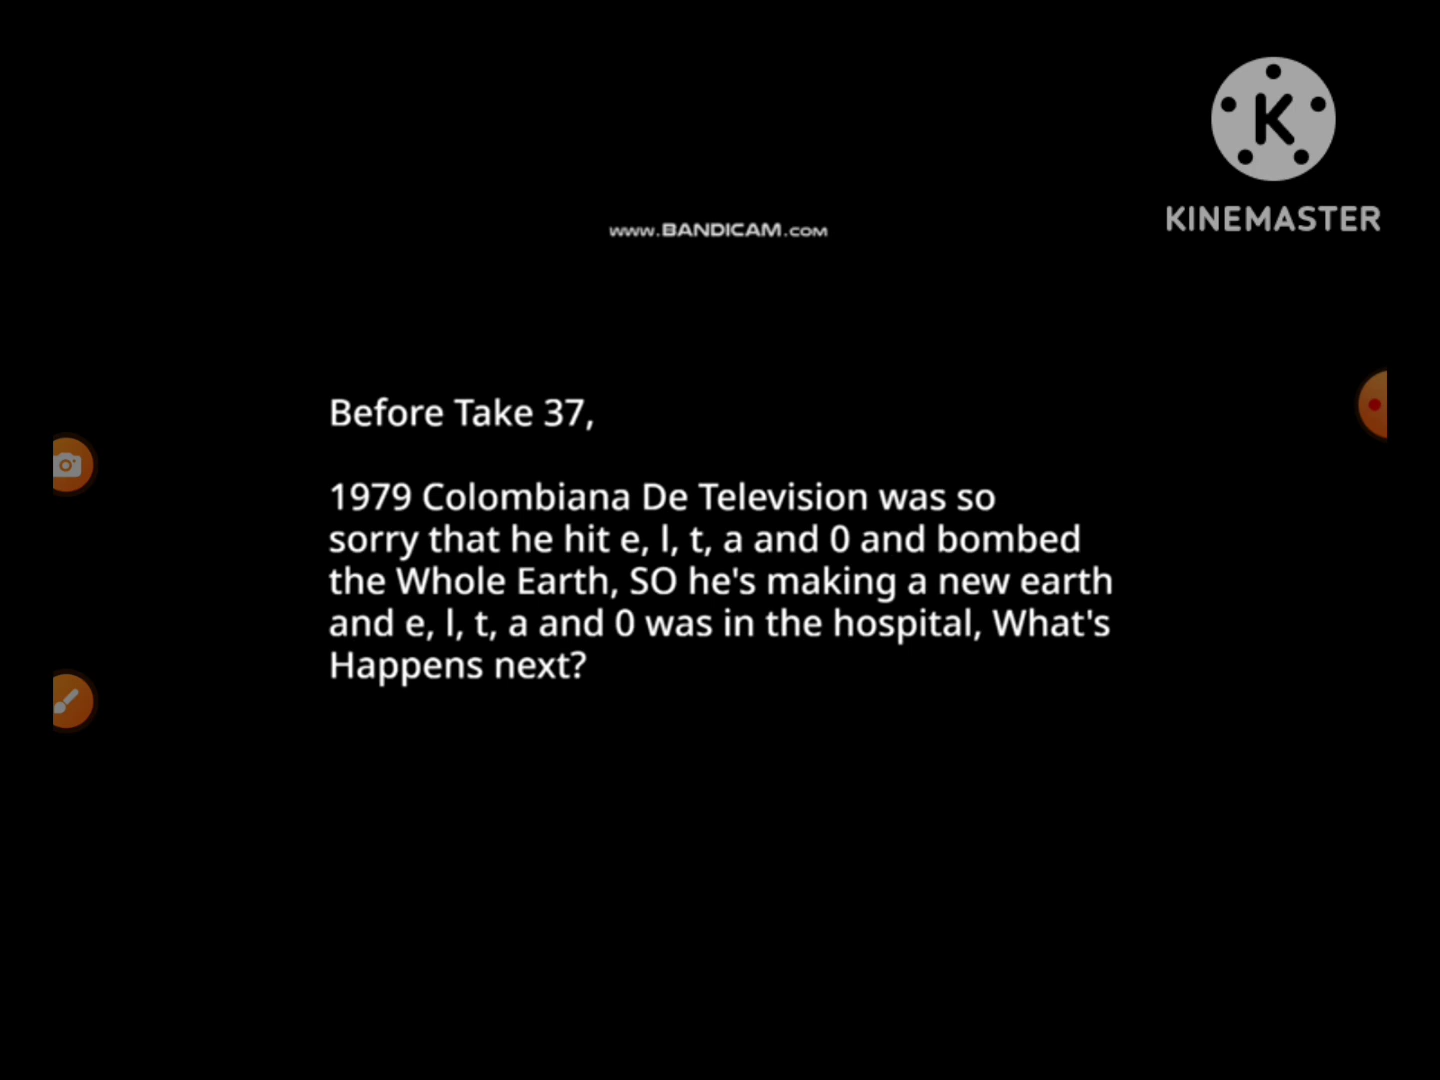 K
KINEMASTER
www.BANDICAM.COM
Before Take 37,
1979 Colombiana De Television was so
sorry that he hit e, l, t, a and 0 and bombed
the Whole Earth, SO he's making a new earth
and e, l, t, a and 0 was in the hospital, What's
Happens next?